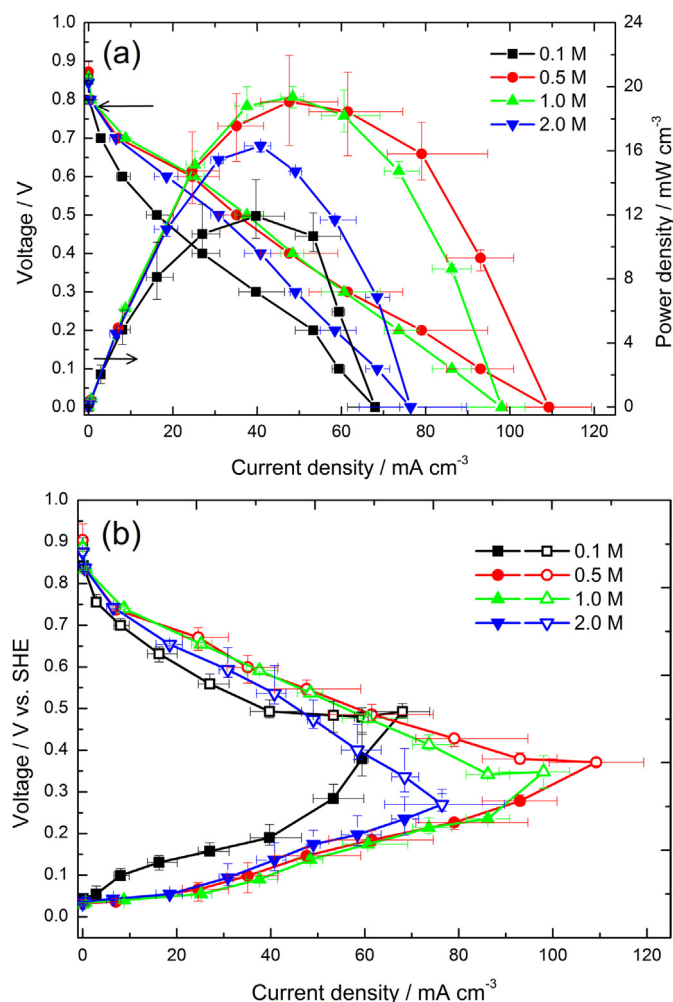 (a)
0.1 M
0.5 M
1.0 M
2.0 M
1.0
0.9
0.8
0.7
0.6
0.5
0.4
0.3
0.2
0.1
0.0
Voltage / V
24
20
16
12
8
4
0
Power density / mW cm⁻³
0 20 40 60 80 100 120
Current density / mA cm⁻³
(b)
0.1 M
0.5 M
1.0 M
2.0 M
1.0
0.9
0.8
0.7
0.6
0.5
0.4
0.3
0.2
0.1
0.0
Voltage / V vs. SHE
0 20 40 60 80 100 120
Current density / mA cm⁻³